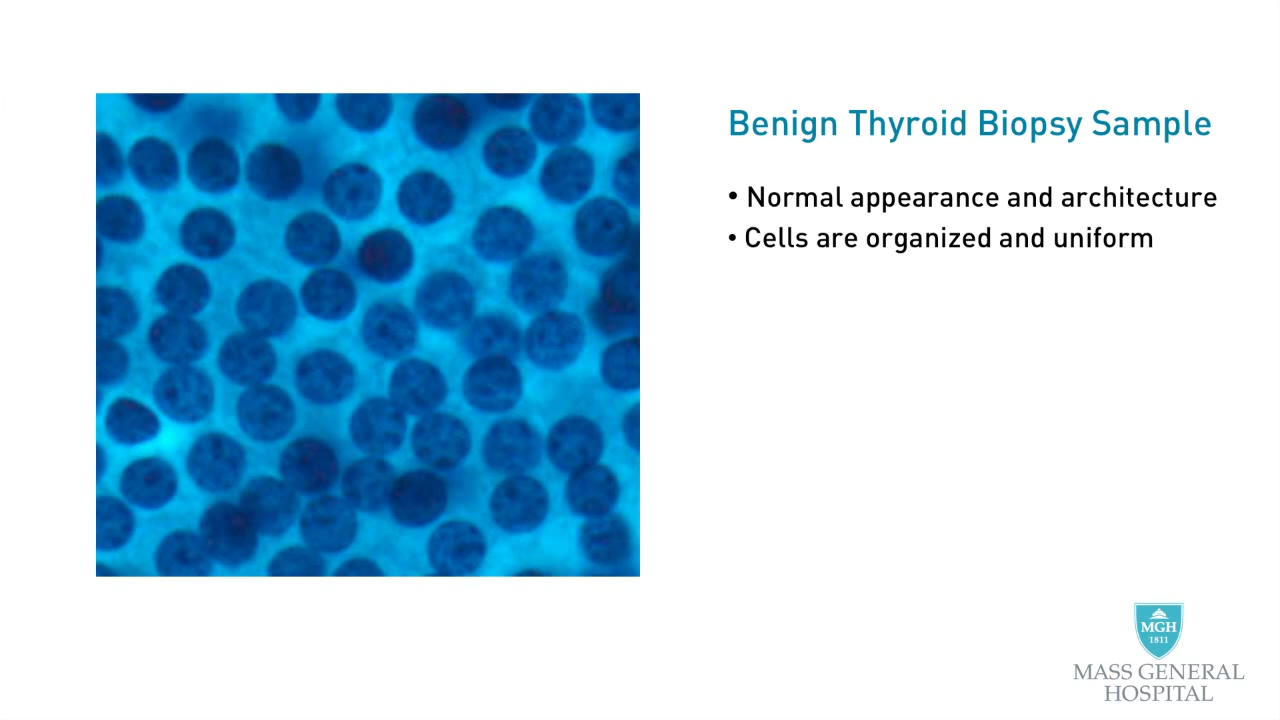 Benign Thyroid Biopsy Sample
• Normal appearance and architecture
• Cells are organized and uniform
MGH
1811
MASS GENERAL
HOSPITAL